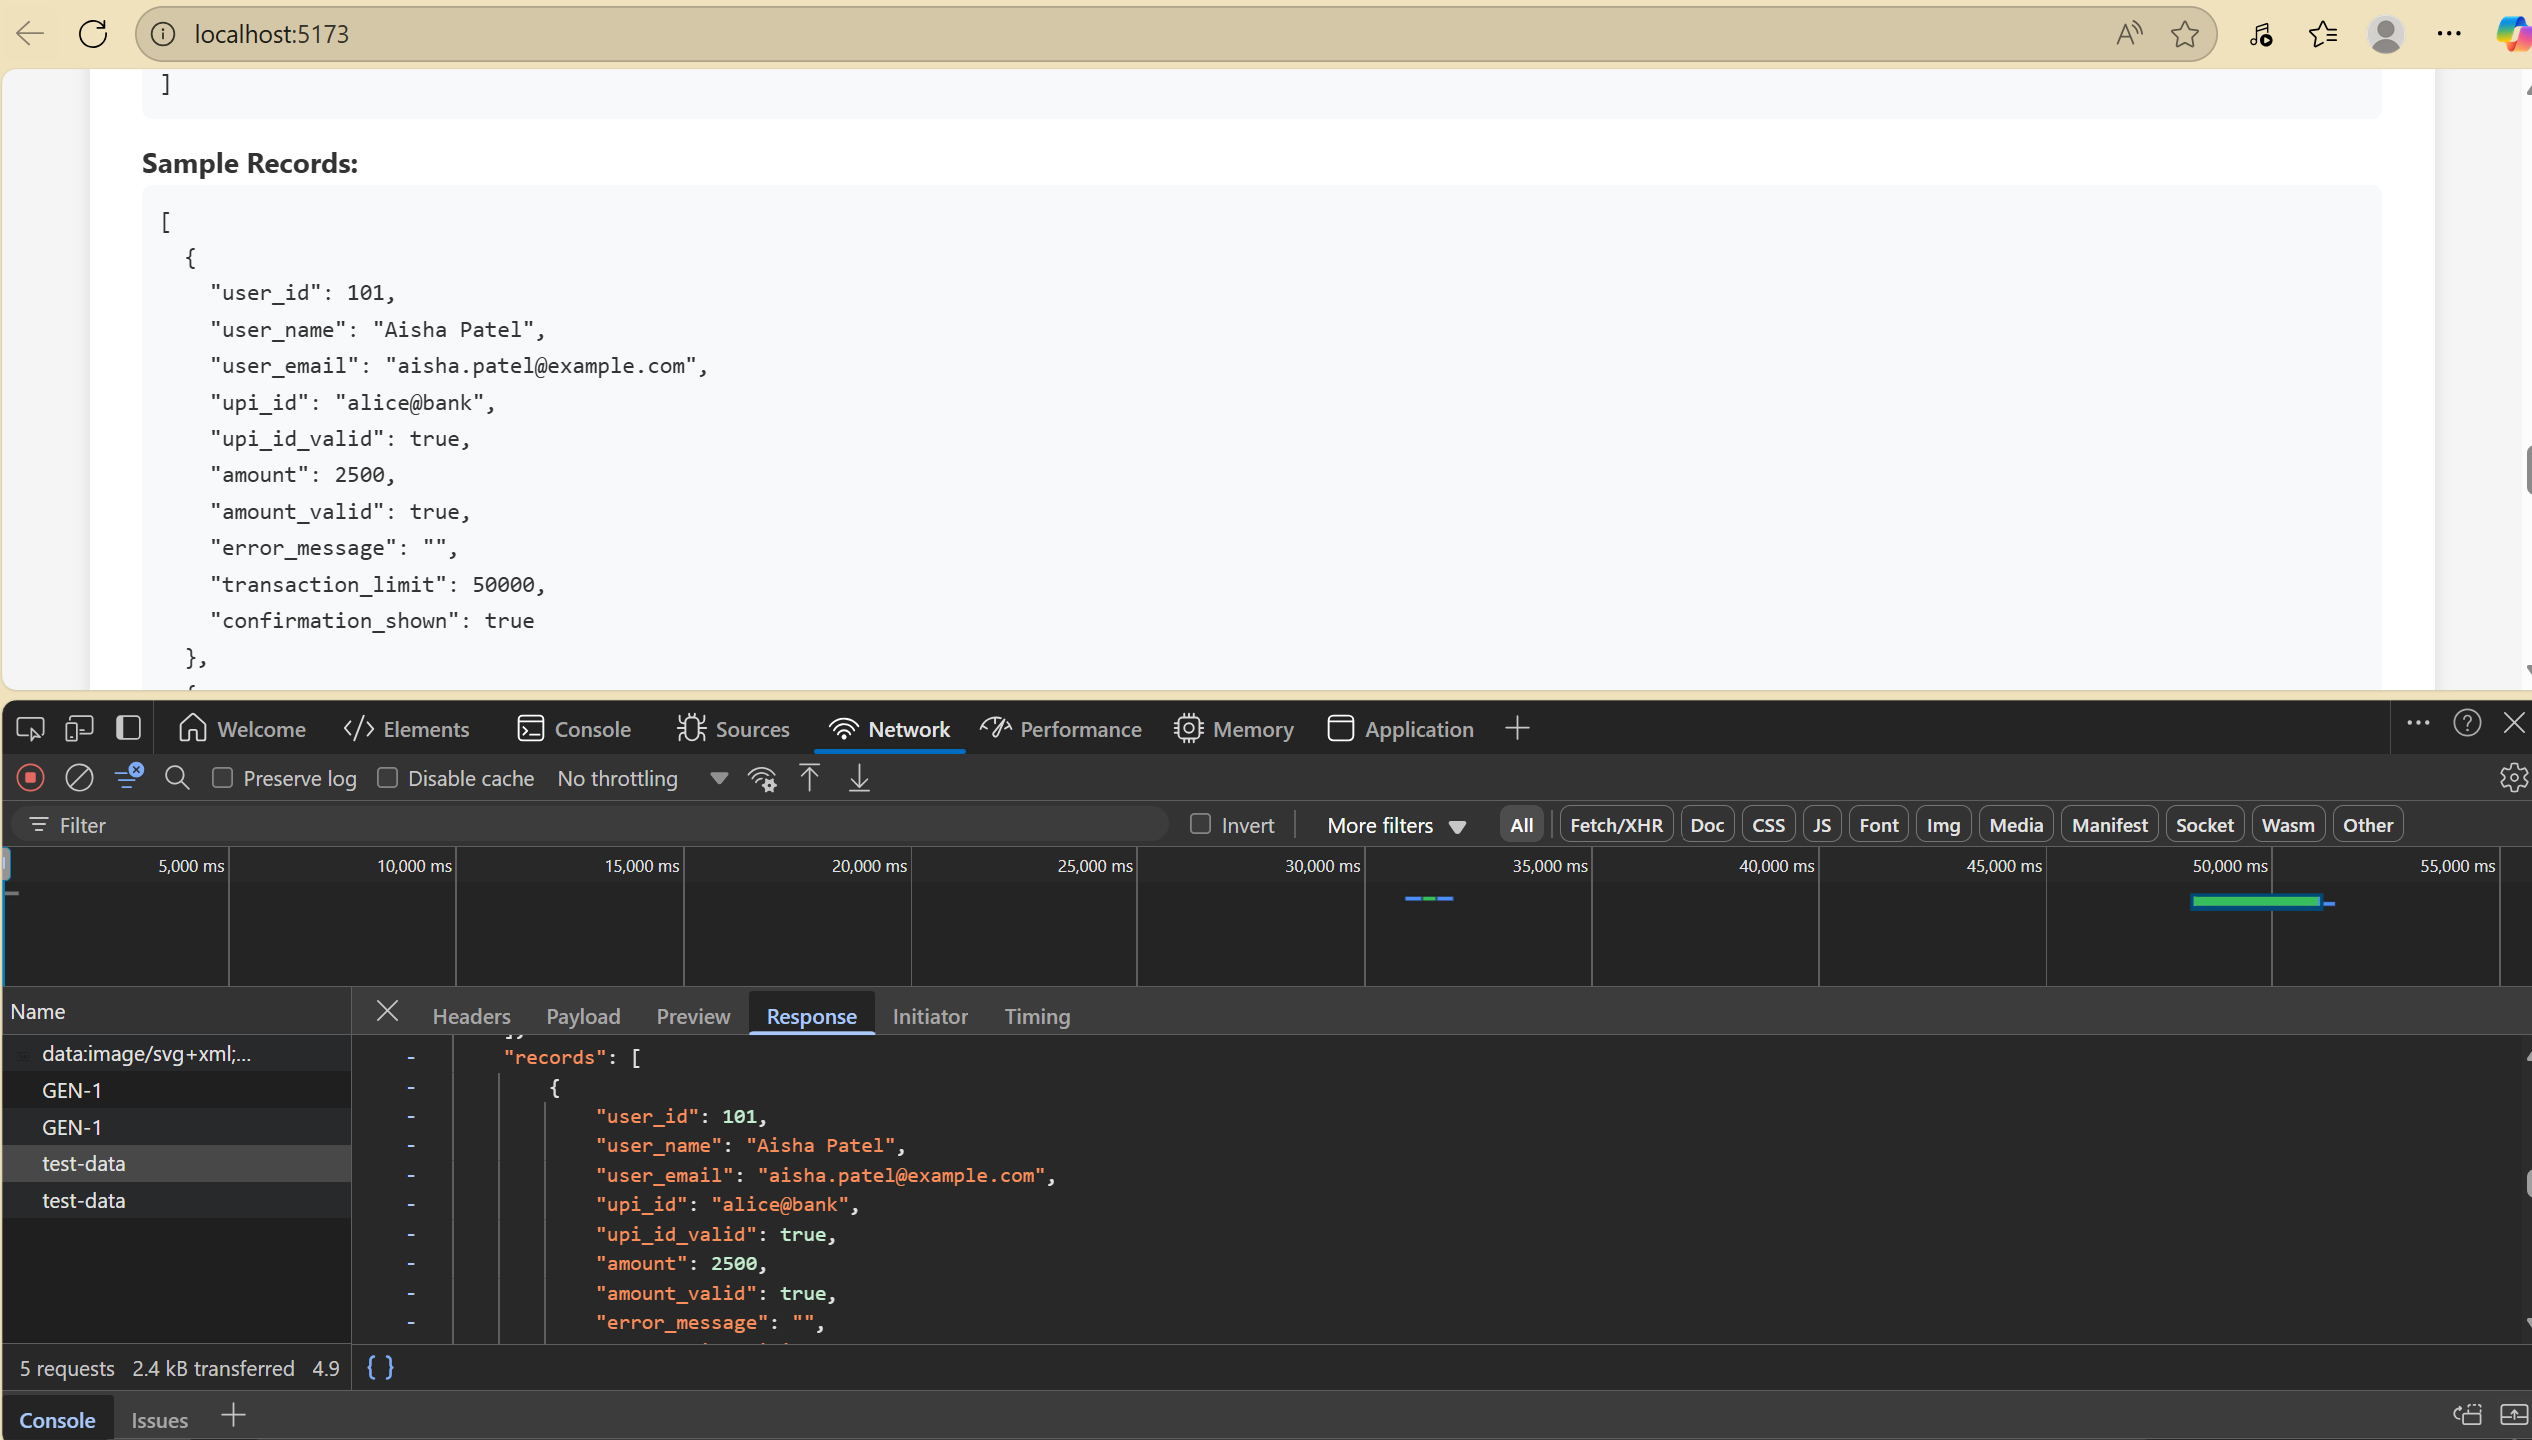 localhost:5173
]
Sample Records:
[
{
"user_id": 101,
"user_name": "Aisha Patel",
"user_email": "aisha.patel@example.com",
"upi_id": "alice@bank",
"upi_id_valid": true,
"amount": 2500,
"amount_valid": true,
"error_message": "",
"transaction_limit": 50000,
"confirmation_shown": true
},
Welcome Elements Console Sources Network Performance Memory Application
Preserve log Disable cache No throttling
Filter Invert More filters All Fetch/XHR Doc CSS JS Font Img Media Manifest Socket Wasm Other
5,000 ms 10,000 ms 15,000 ms 20,000 ms 25,000 ms 30,000 ms 35,000 ms 40,000 ms 45,000 ms 50,000 ms 55,000 ms
Name
data:image/svg+xml;...
GEN-1
GEN-1
test-data
test-data
Headers Payload Preview Response Initiator Timing
- "records": [
- {
- "user_id": 101,
- "user_name": "Aisha Patel",
- "user_email": "aisha.patel@example.com",
- "upi_id": "alice@bank",
- "upi_id_valid": true,
- "amount": 2500,
- "amount_valid": true,
- "error_message": "",
5 requests 2.4 kB transferred 4.9 { }
Console Issues